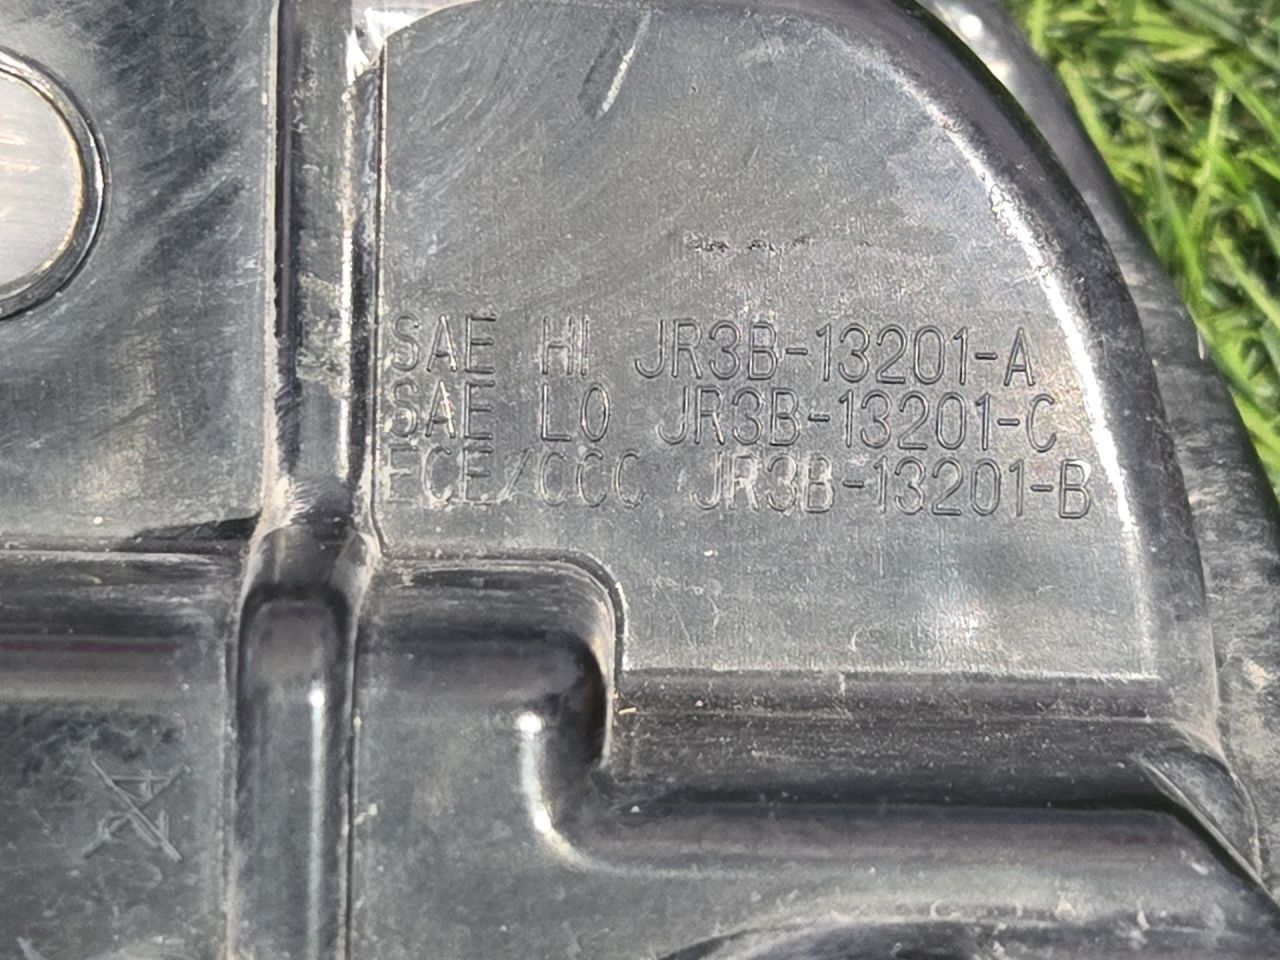 SAE HI JR3B-13201-A
SAE LO JR3B-13201-C
ECE/CCC JR3B-13201-B